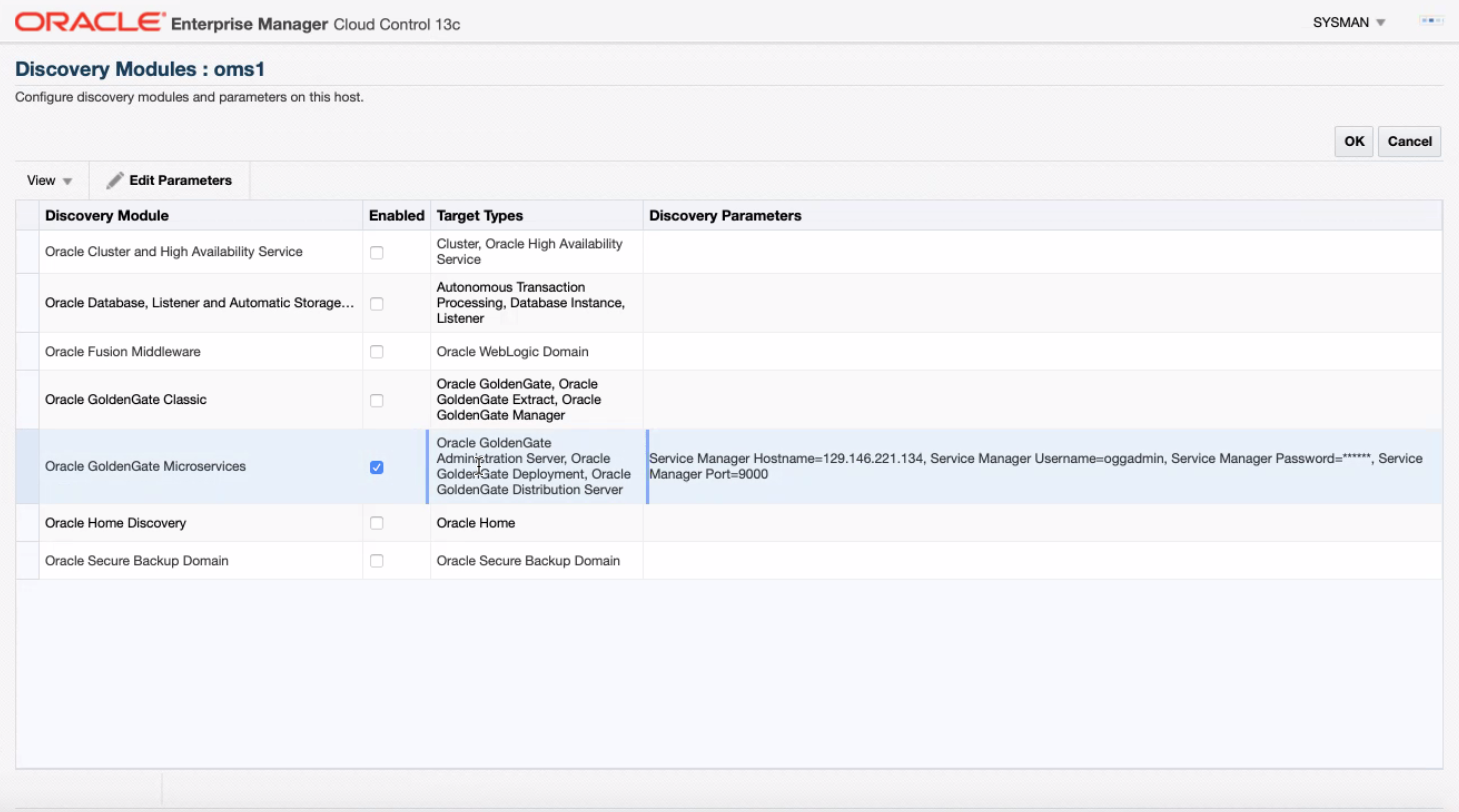 ORACLE Enterprise Manager Cloud Control 13c
SYSMAN
Discovery Modules : oms1
Configure discovery modules and parameters on this host.
OK Cancel
View Edit Parameters
Discovery Module Enabled Target Types Discovery Parameters
Oracle Cluster and High Availability Service
Cluster, Oracle High Availability
Service
Oracle Database, Listener and Automatic Storage...
Autonomous Transaction
Processing, Database Instance,
Listener
Oracle Fusion Middleware
Oracle WebLogic Domain
Oracle GoldenGate Classic
Oracle GoldenGate, Oracle
GoldenGate Extract, Oracle
GoldenGate Manager
Oracle GoldenGate Microservices
Oracle GoldenGate
Administration Server, Oracle
GoldenGate Deployment, Oracle
GoldenGate Distribution Server
Service Manager Hostname=129.146.221.134, Service Manager Username=oggadmin, Service Manager Password=******, Service
Manager Port=9000
Oracle Home Discovery
Oracle Home
Oracle Secure Backup Domain
Oracle Secure Backup Domain